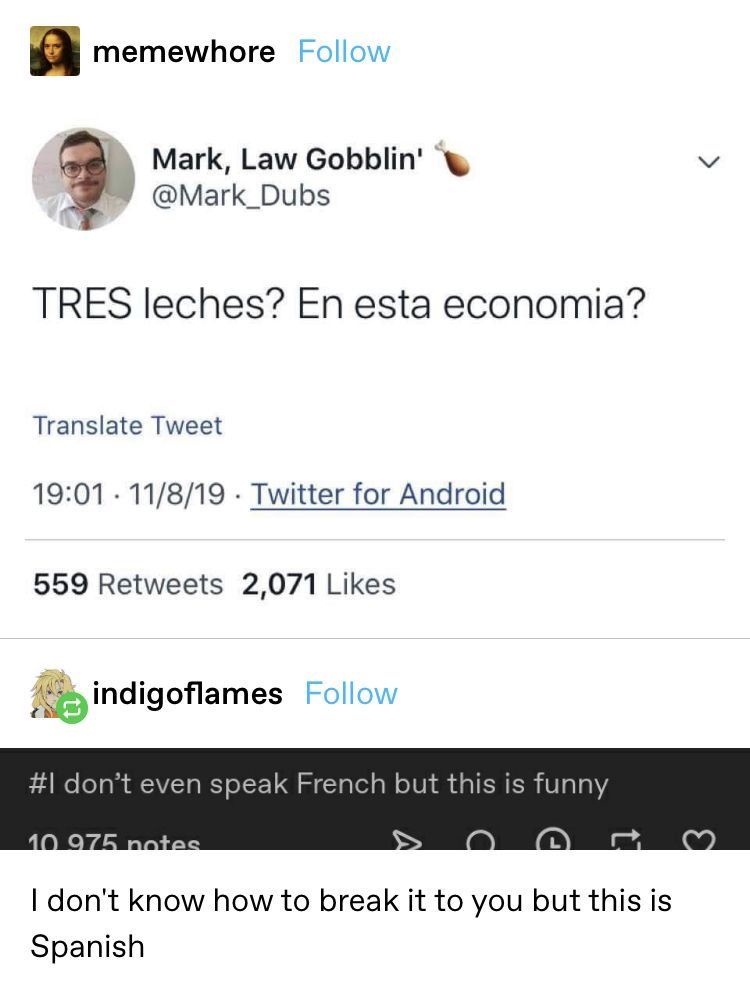 memewhore Follow
Mark, Law Gobblin' 🍗
@Mark_Dubs
TRES leches? En esta economia?
Translate Tweet
19:01 · 11/8/19 · Twitter for Android
559 Retweets 2,071 Likes
indigoflames Follow
#I don’t even speak French but this is funny
10,975 notes
I don't know how to break it to you but this is
Spanish